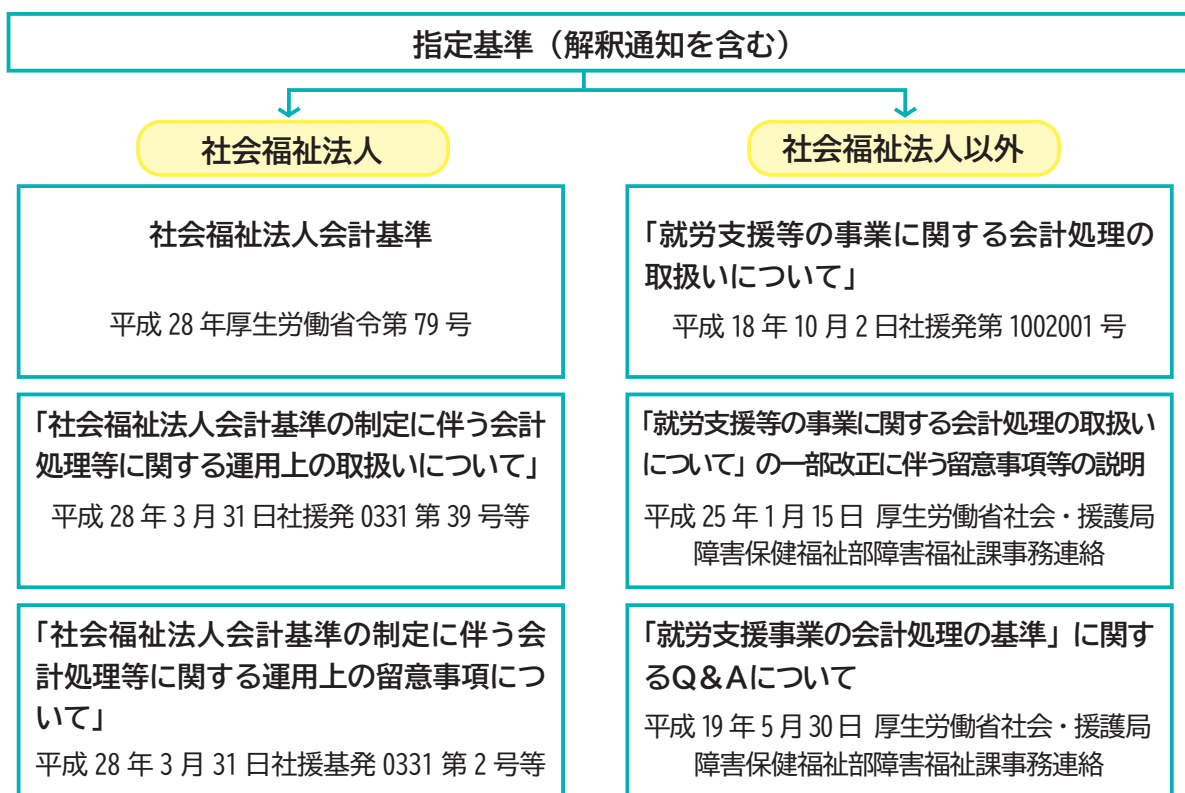 指定基準（解釈通知を含む）
社会福祉法人
社会福祉法人会計基準
平成 28 年厚生労働省令第 79 号
「社会福祉法人会計基準の制定に伴う会計
処理等に関する運用上の取扱いについて」
平成 28 年 3 月 31 日社援発 0331 第 39 号等
「社会福祉法人会計基準の制定に伴う会
計処理等に関する運用上の留意事項につ
いて」
平成 28 年 3 月 31 日社援基発 0331 第 2 号等
社会福祉法人以外
「就労支援等の事業に関する会計処理の
取扱いについて」
平成 18 年 10 月 2 日社援発第 1002001 号
「就労支援等の事業に関する会計処理の取扱い
について」の一部改正に伴う留意事項等の説明
平成 25 年 1 月 15 日 厚生労働省社会・援護局
障害保健福祉部障害福祉課事務連絡
「就労支援事業の会計処理の基準」に関す
るQ＆Aについて
平成 19 年 5 月 30 日 厚生労働省社会・援護局
障害保健福祉部障害福祉課事務連絡